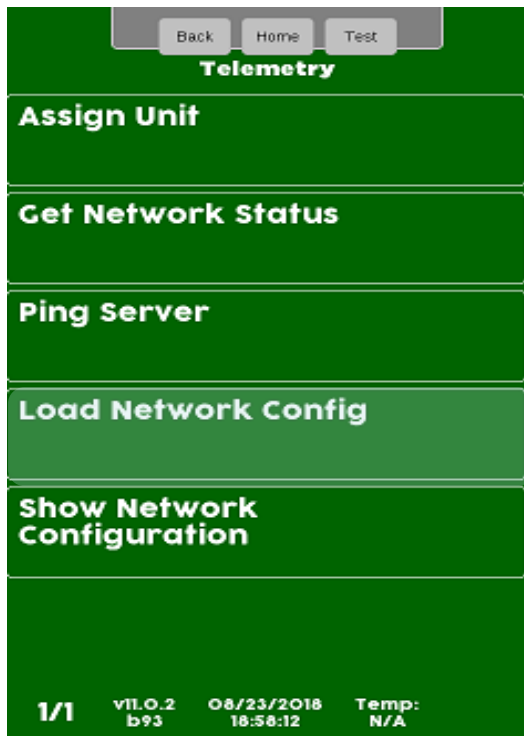 Back Home Test
Telemetry
Assign Unit
Get Network Status
Ping Server
Load Network Config
Show Network
Configuration
1/1 v11.0.2 08/23/2018 Temp:
b93 18:58:12 N/A